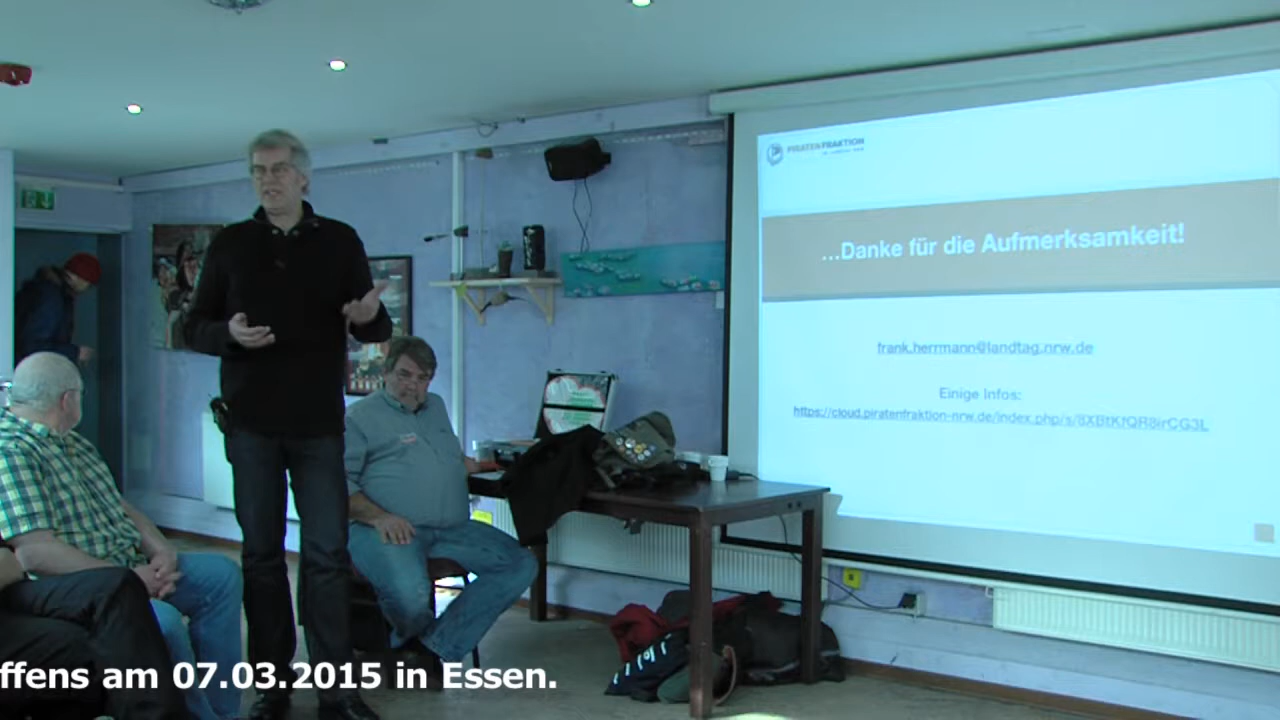 PIRATENFRAKTION
...Danke für die Aufmerksamkeit!
frank.herrmann@landtag.nrw.de
Einige Infos:
https://cloud.piratenfraktion-nrw.de/index.php/s/8XBtKfQR8irCG3L
ffens am 07.03.2015 in Essen.